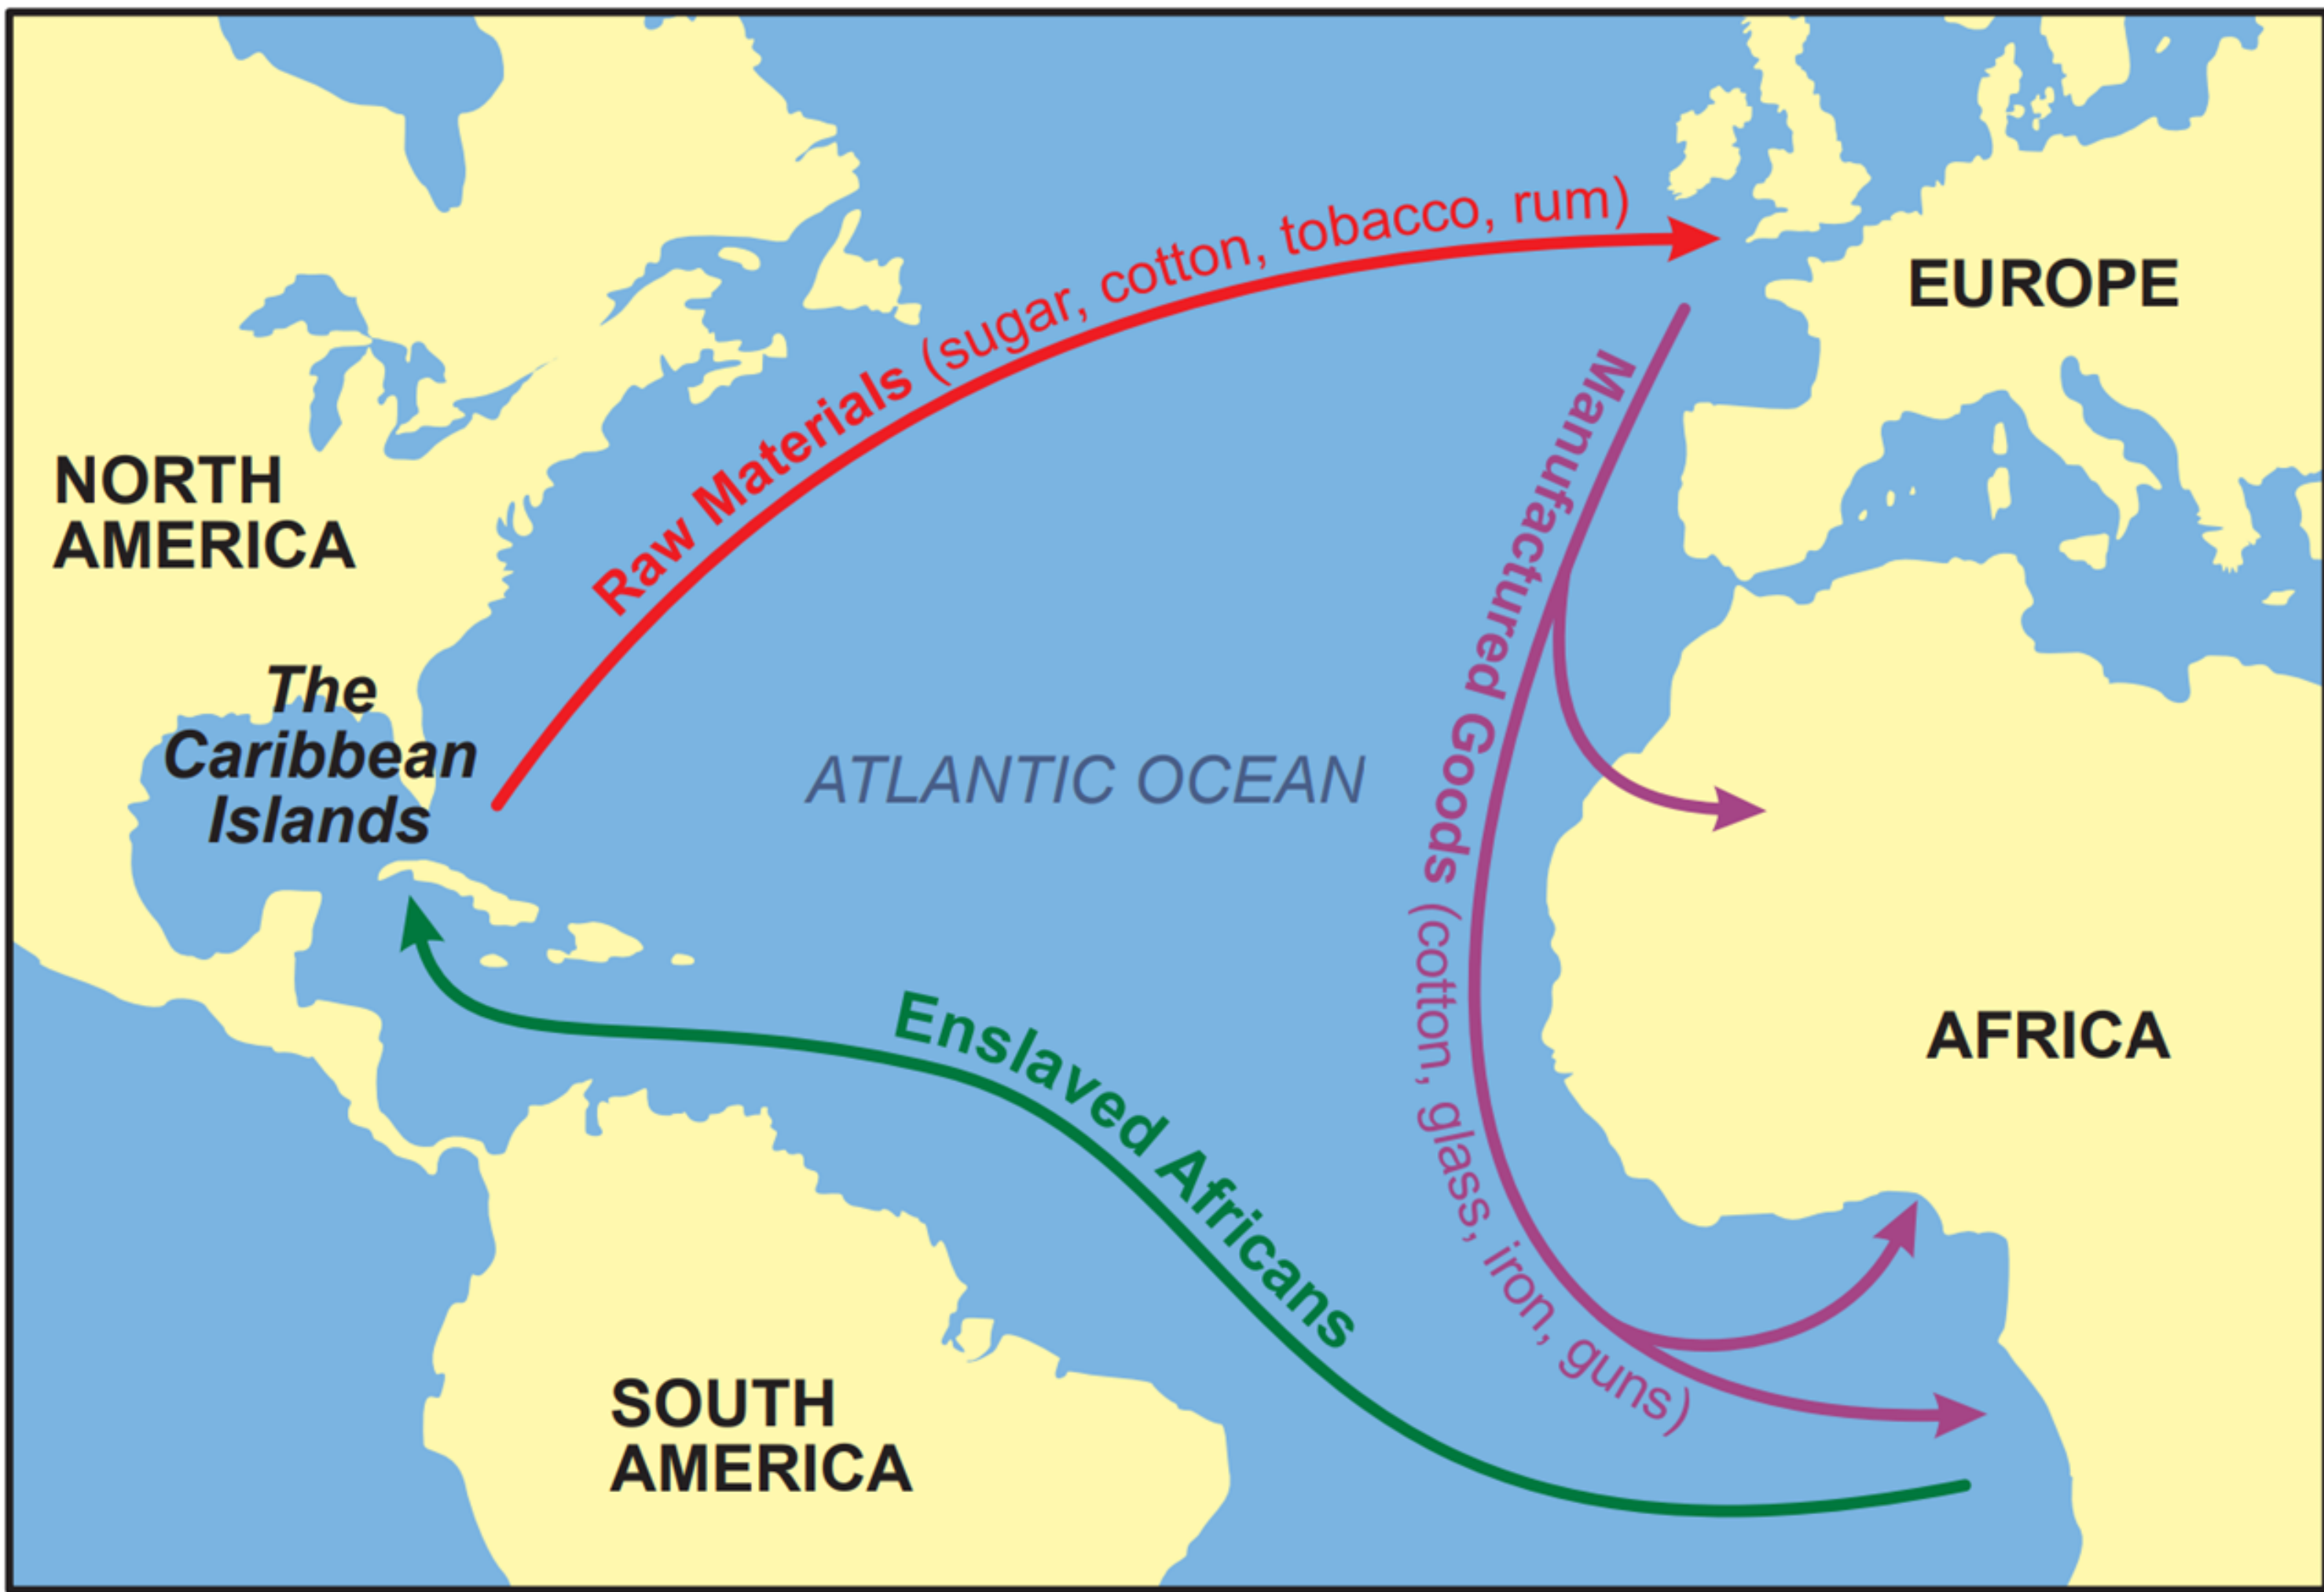 Raw Materials (sugar, cotton, tobacco, rum)
EUROPE
NORTH
AMERICA
Manufactured Goods (cotton, glass, iron, guns)
The
Caribbean
Islands
ATLANTIC OCEAN
AFRICA
Enslaved Africans
SOUTH
AMERICA